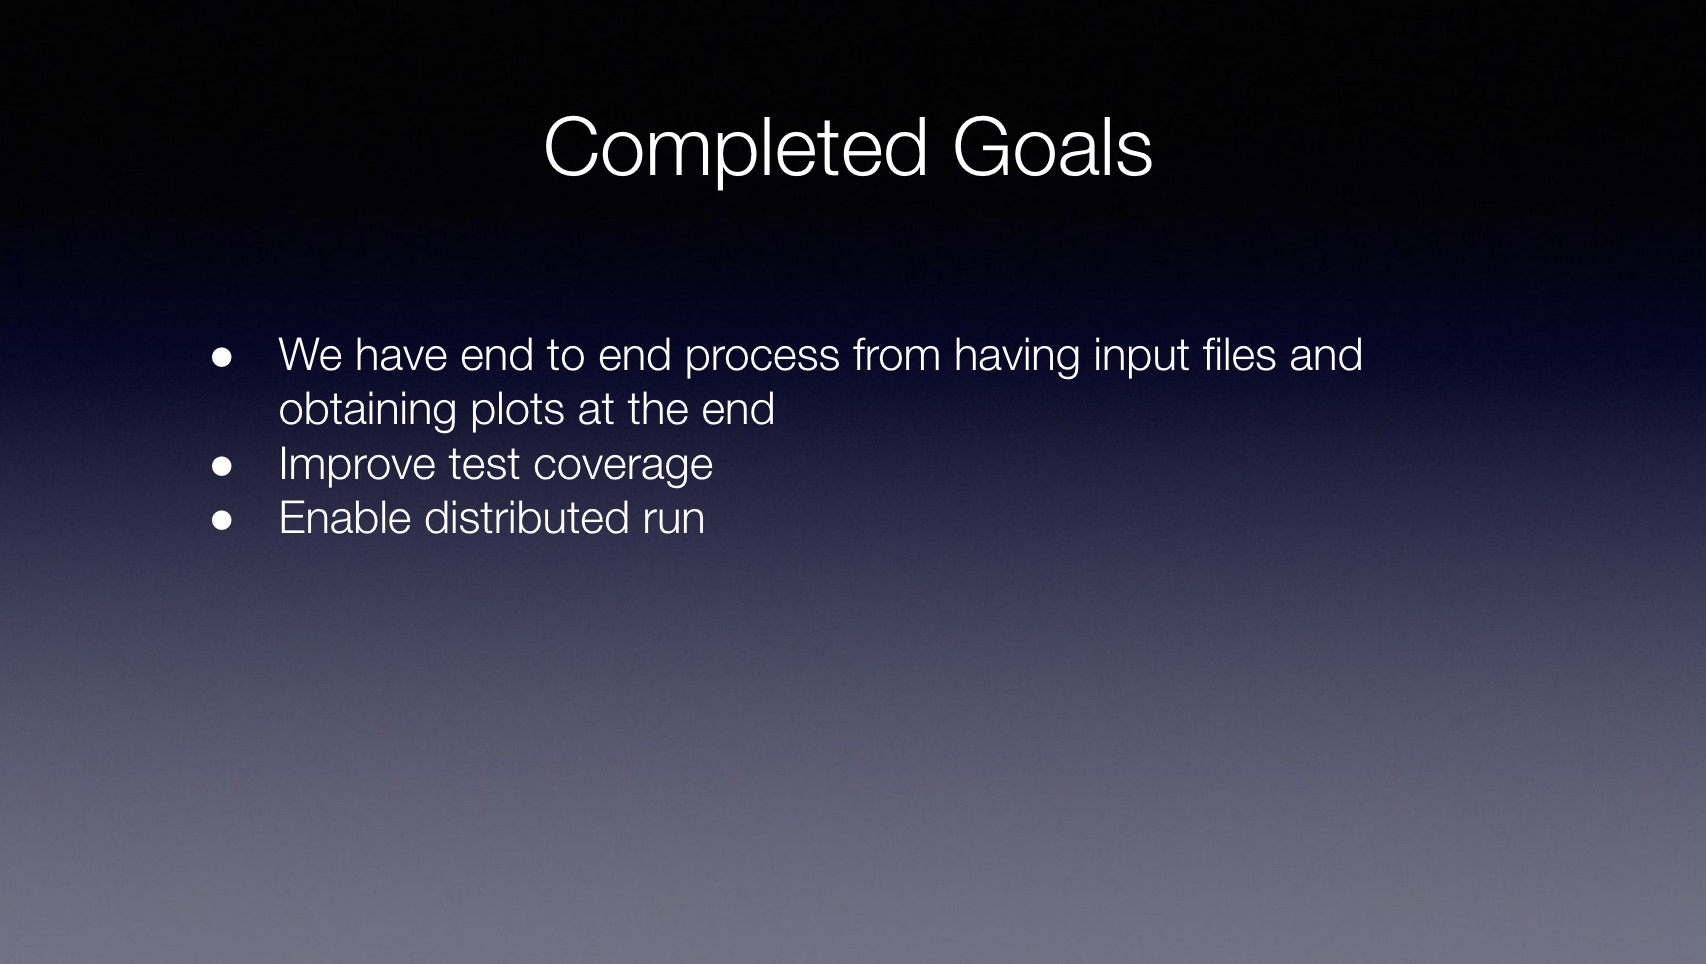 Completed Goals
● We have end to end process from having input files and
obtaining plots at the end
● Improve test coverage
● Enable distributed run